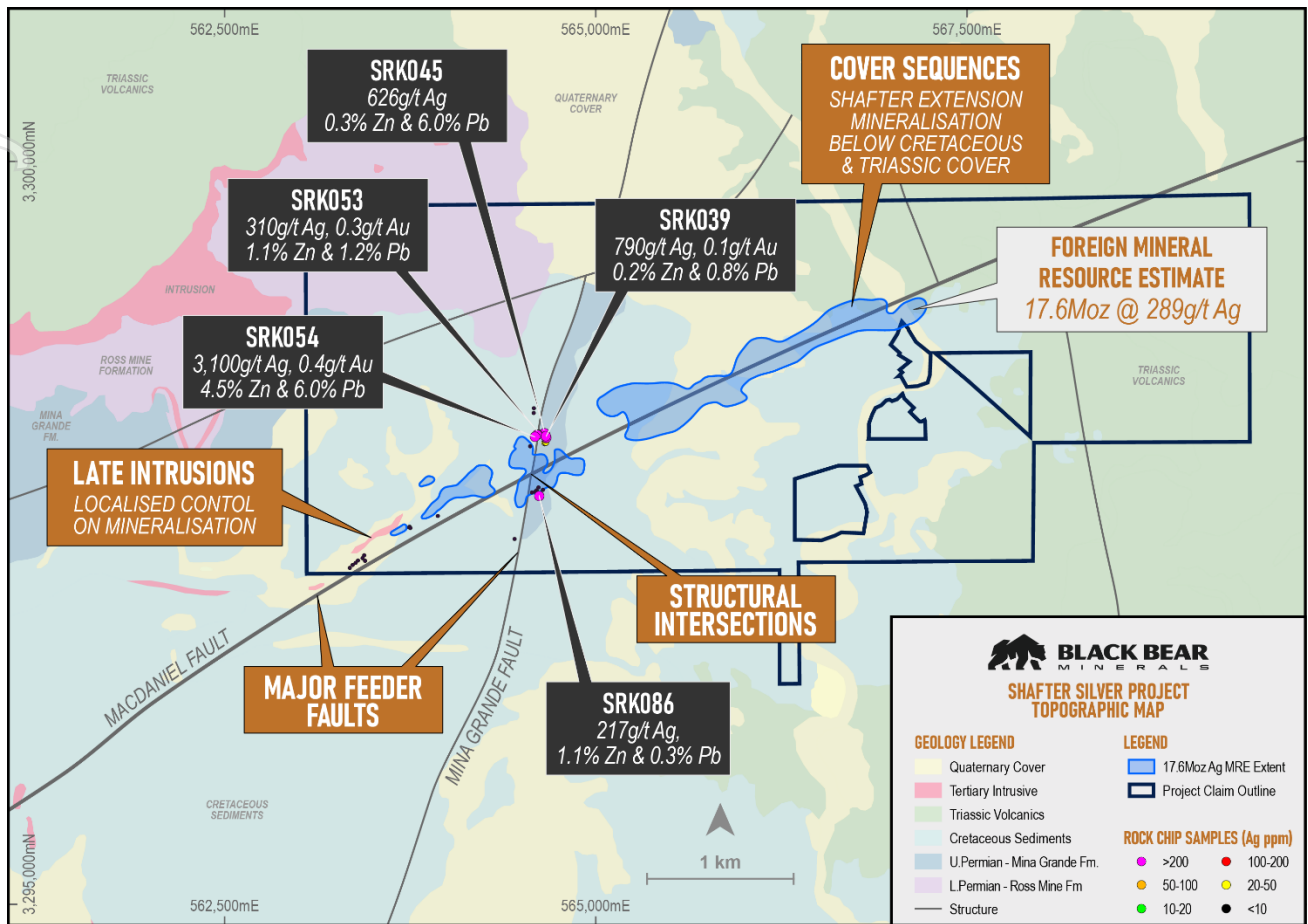 562,500mE
565,000mE
567,500mE
TRIASSIC
VOLCANICS
SRK045
626g/t Ag
0.3% Zn & 6.0% Pb
QUATERNARY
COVER
COVER SEQUENCES
SHAFTER EXTENSION
MINERALISATION
BELOW CRETACEOUS
& TRIASSIC COVER
3,300,000mN
SRK053
310g/t Ag, 0.3g/t Au
1.1% Zn & 1.2% Pb
SRK039
790g/t Ag, 0.1g/t Au
0.2% Zn & 0.8% Pb
FOREIGN MINERAL
RESOURCE ESTIMATE
17.6Moz @ 289g/t Ag
INTRUSION
SRK054
3,100g/t Ag, 0.4g/t Au
4.5% Zn & 6.0% Pb
ROSS MINE
FORMATION
TRIASSIC
VOLCANICS
MINA
GRANDE
FM.
LATE INTRUSIONS
LOCALISED CONTOL
ON MINERALISATION
STRUCTURAL
INTERSECTIONS
MACDANIEL FAULT
MAJOR FEEDER
FAULTS
MINA GRANDE FAULT
SRK086
217g/t Ag,
1.1% Zn & 0.3% Pb
CRETACEOUS
SEDIMENTS
1 km
3,295,000mN
562,500mE
565,000mE
BLACK BEAR
MINERALS
SHAFTER SILVER PROJECT
TOPOGRAPHIC MAP
GEOLOGY LEGEND
Quaternary Cover
Tertiary Intrusive
Triassic Volcanics
Cretaceous Sediments
U.Permian - Mina Grande Fm.
L.Permian - Ross Mine Fm
Structure
LEGEND
17.6Moz Ag MRE Extent
Project Claim Outline
ROCK CHIP SAMPLES (Ag ppm)
>200
100-200
50-100
20-50
10-20
<10